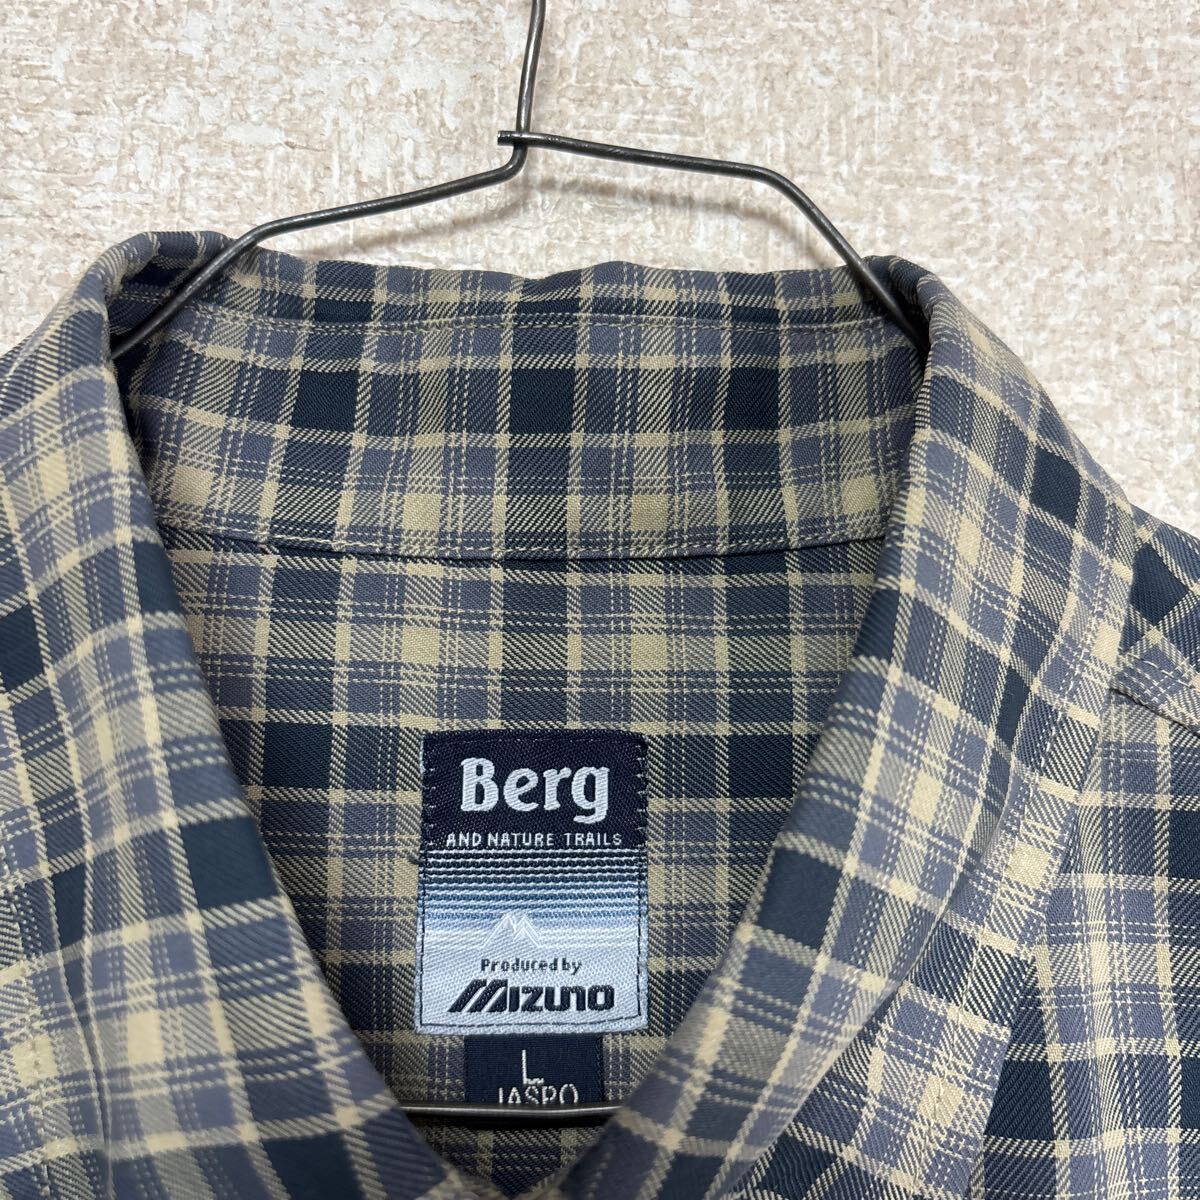 Berg
AND NATURE TRAILS
Produced by
MIZUNO
L
JASPO